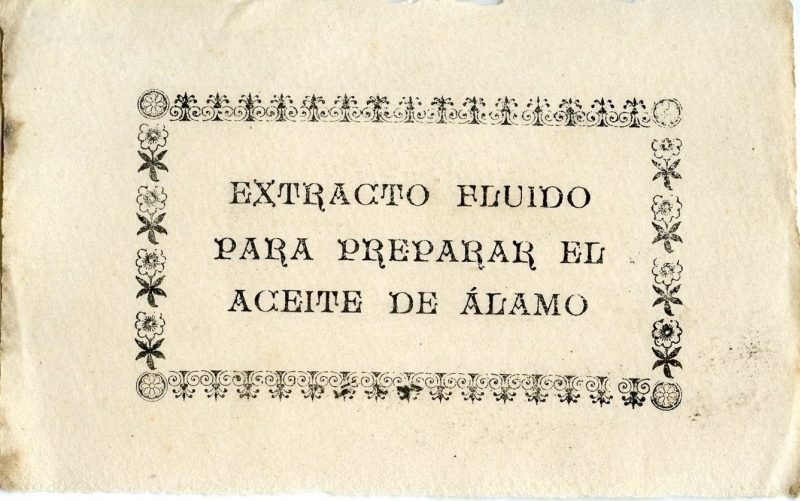 EXTRACTO FLUIDO
PARA PREPARAR EL
ACEITE DE ÁLAMO